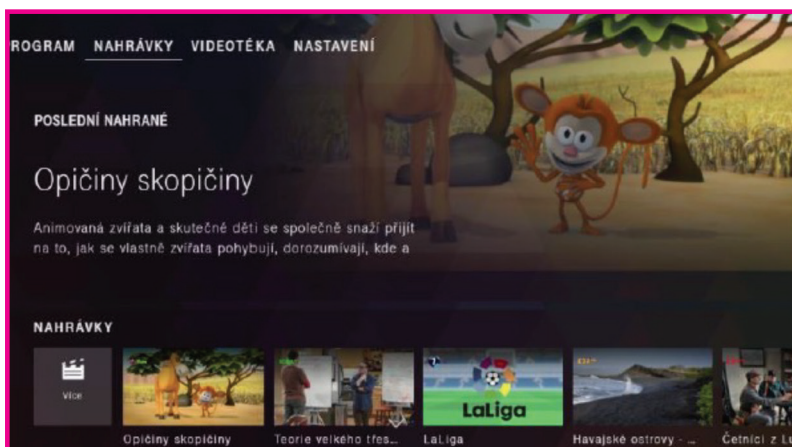 ROGRAM NAHRÁVKY VIDEOTÉKA NASTAVENÍ
POSLEDNÍ NAHRANÉ
Opičiny skopičiny
Animovaná zvířata a skutečné děti se společně snaží přijít
na to, jak se vlastně zvířata pohybují, dorozumívají, kde a
NAHRÁVKY
Více
LaLiga
Opičiny skopičiny
Teorie velkého třes...
LaLiga
Havajské ostrovy - ...
Četníci z Lu